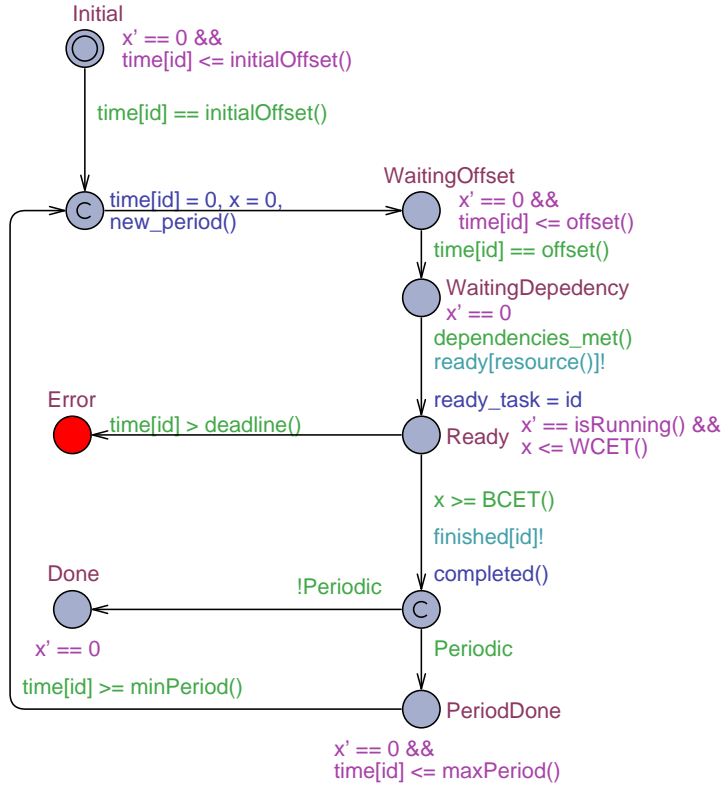 Initial
x' == 0 &&
time[id] <= initialOffset()
time[id] == initialOffset()
WaitingOffset
C
time[id] = 0, x = 0,
new_period()
x' == 0 &&
time[id] <= offset()
time[id] == offset()
WaitingDepedency
x' == 0
dependencies_met()
ready[resource()]!
ready_task = id
Error
time[id] > deadline()
Ready
x' == isRunning() &&
x <= WCET()
x >= BCET()
finished[id]!
completed()
Done
!Periodic
C
x' == 0
Periodic
time[id] >= minPeriod()
PeriodDone
x' == 0 &&
time[id] <= maxPeriod()